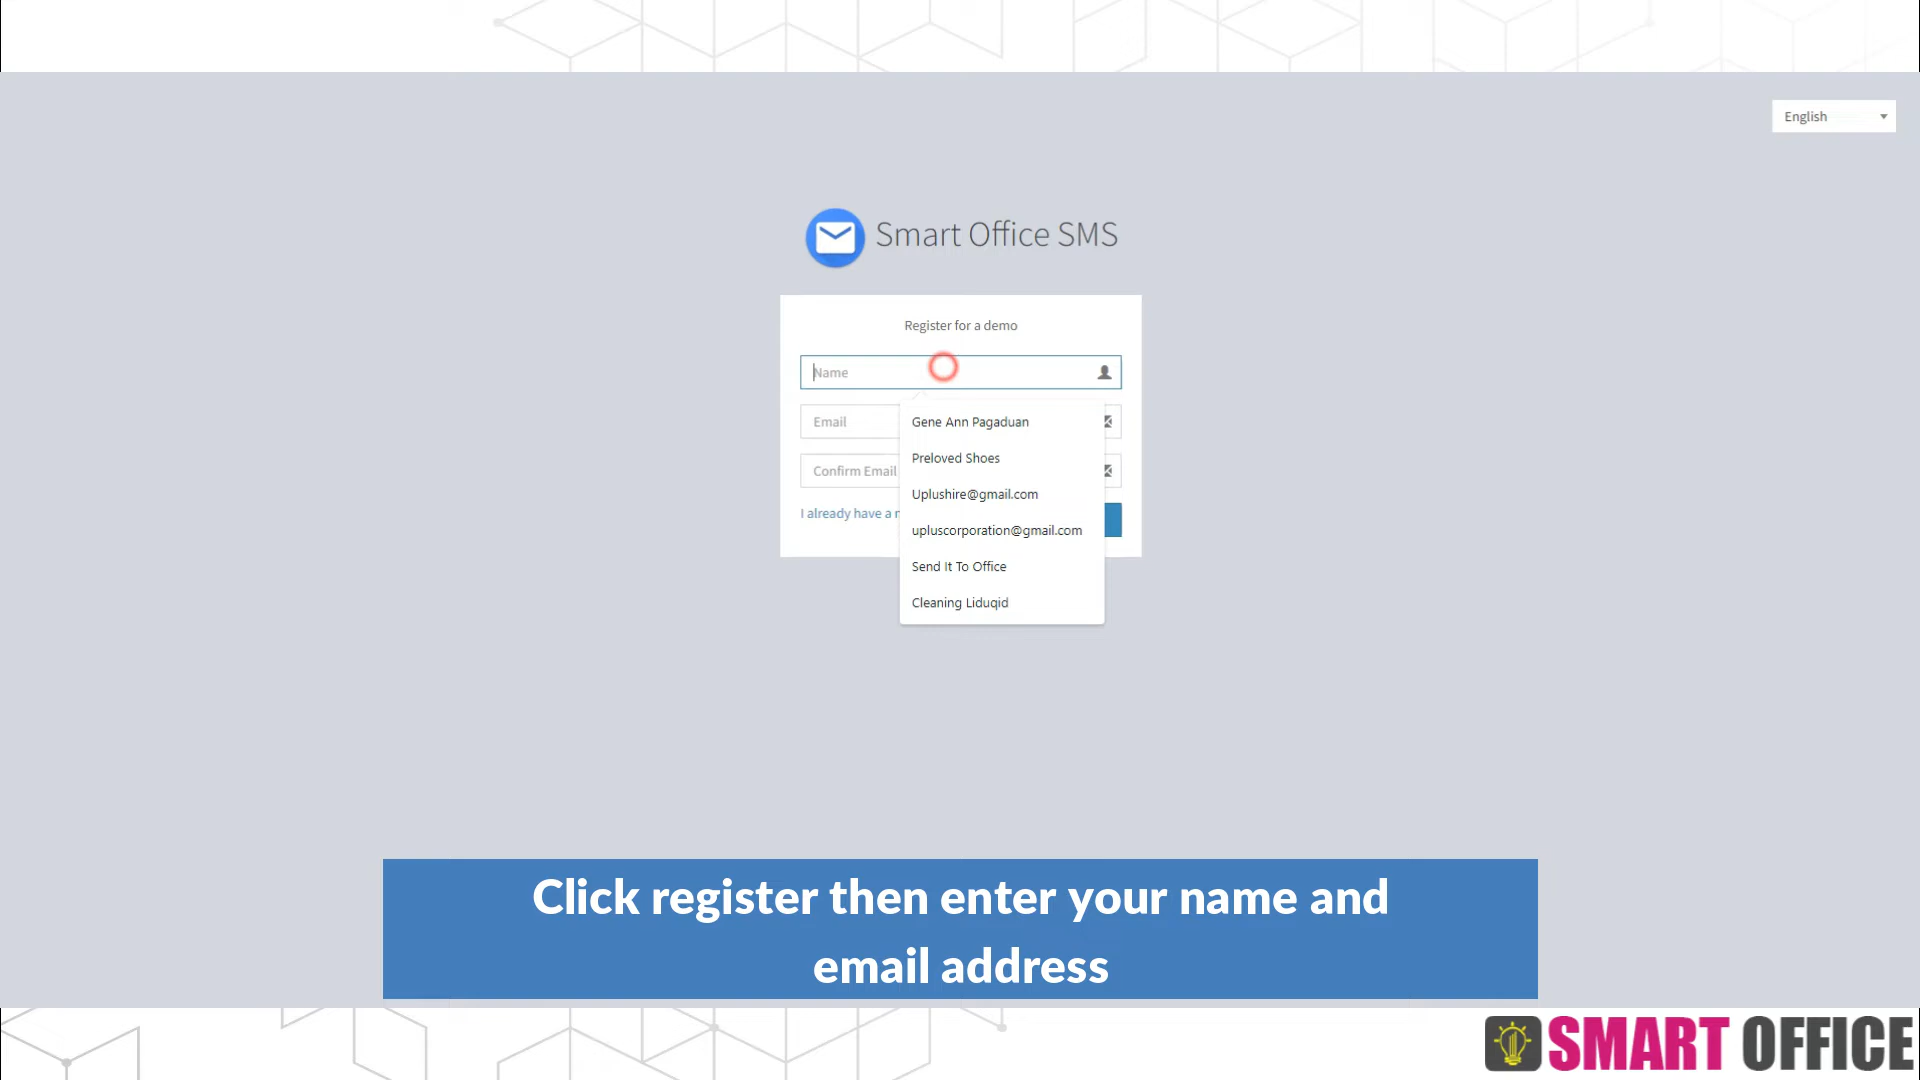 English
Smart Office SMS
Register for a demo
Name
Email
Gene Ann Pagaduan
Preloved Shoes
Confirm Email
Uplushire@gmail.com
I already have a
upluscorporation@gmail.com
Send It To Office
Cleaning Liduqid
Click register then enter your name and
email address
SMART OFFICE